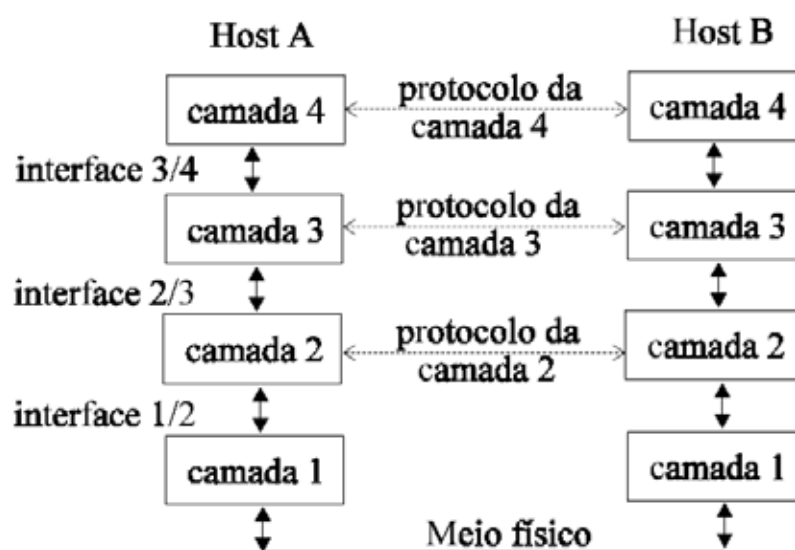 Host A
Host B
camada 4
protocolo da
camada 4
camada 4
interface 3/4
camada 3
protocolo da
camada 3
camada 3
interface 2/3
camada 2
protocolo da
camada 2
camada 2
interface 1/2
camada 1
camada 1
Meio físico